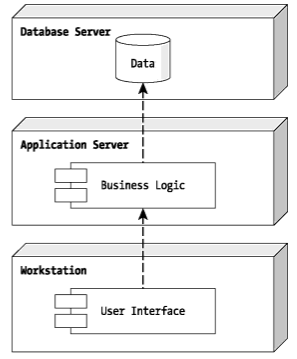 Database Server
Data
Application Server
Business Logic
Workstation
User Interface